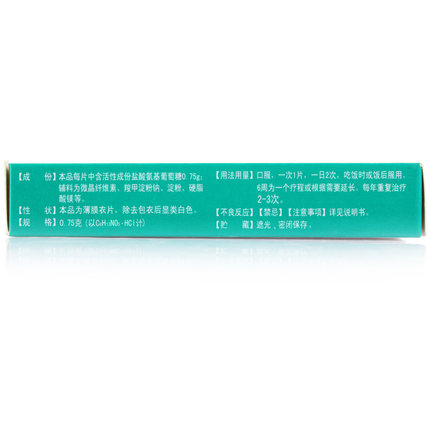 【成 份】本品每片中含活性成份盐酸氨基葡萄糖0.75g;
辅料为微晶纤维素、羧甲淀粉钠、淀粉、硬脂
酸镁等。
【性 状】本品为薄膜衣片，除去包衣后显类白色。
【规 格】0.75克(以C₆H₁₃NO₅·HCl计)
【用法用量】口服，一次1片，一日2次，吃饭时或饭后服用，
6周为一个疗程或根据需要延长，每年重复治疗
2-3次。
【不良反应】【禁忌】【注意事项】详见说明书。
【贮 藏】遮光，密闭保存。